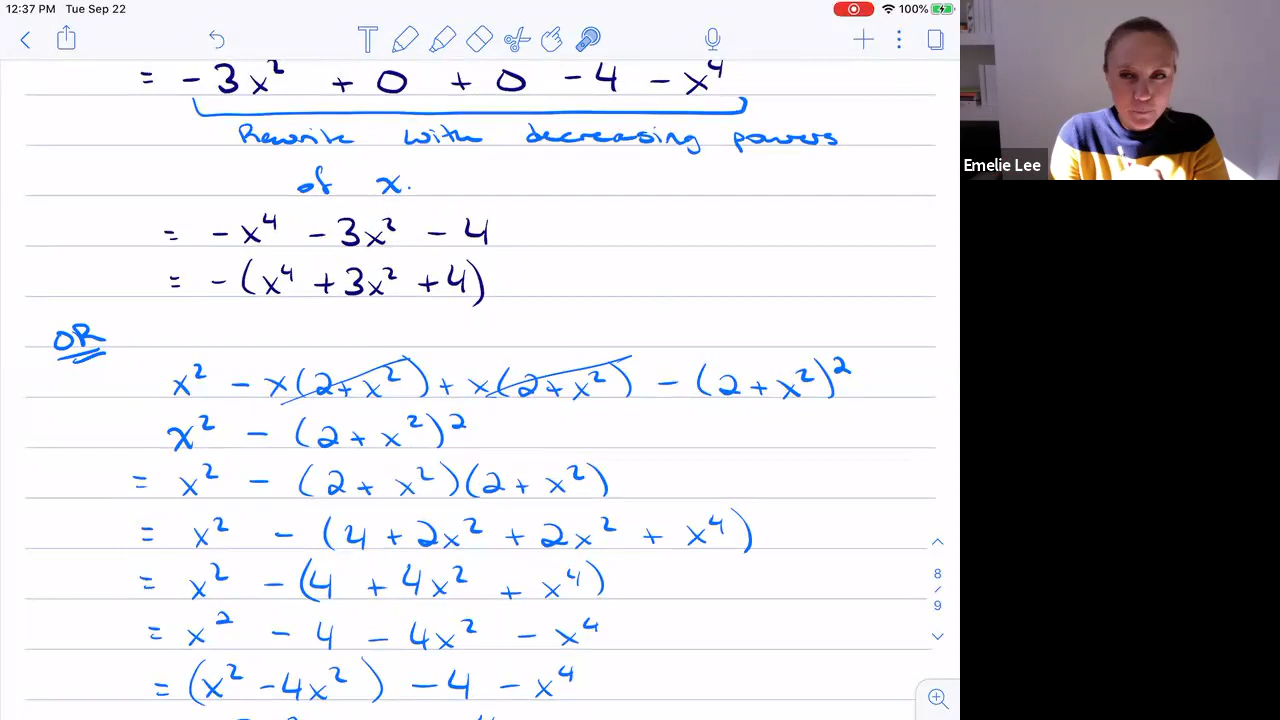 12:37 PM Tue Sep 22
100%
= -3x² + 0 + 0 - 4 - x⁴
Rewrite with decreasing powers
of x.
= -x⁴ - 3x² - 4
= -(x⁴ + 3x² + 4)
OR
x² - x(2 + x²) + x(2 + x²) - (2 + x²)²
x² - (2 + x²)²
= x² - (2 + x²)(2 + x²)
= x² - (4 + 2x² + 2x² + x⁴)
= x² - (4 + 4x² + x⁴)
= x² - 4 - 4x² - x⁴
= (x² - 4x²) - 4 - x⁴
8
/
9
Emelie Lee